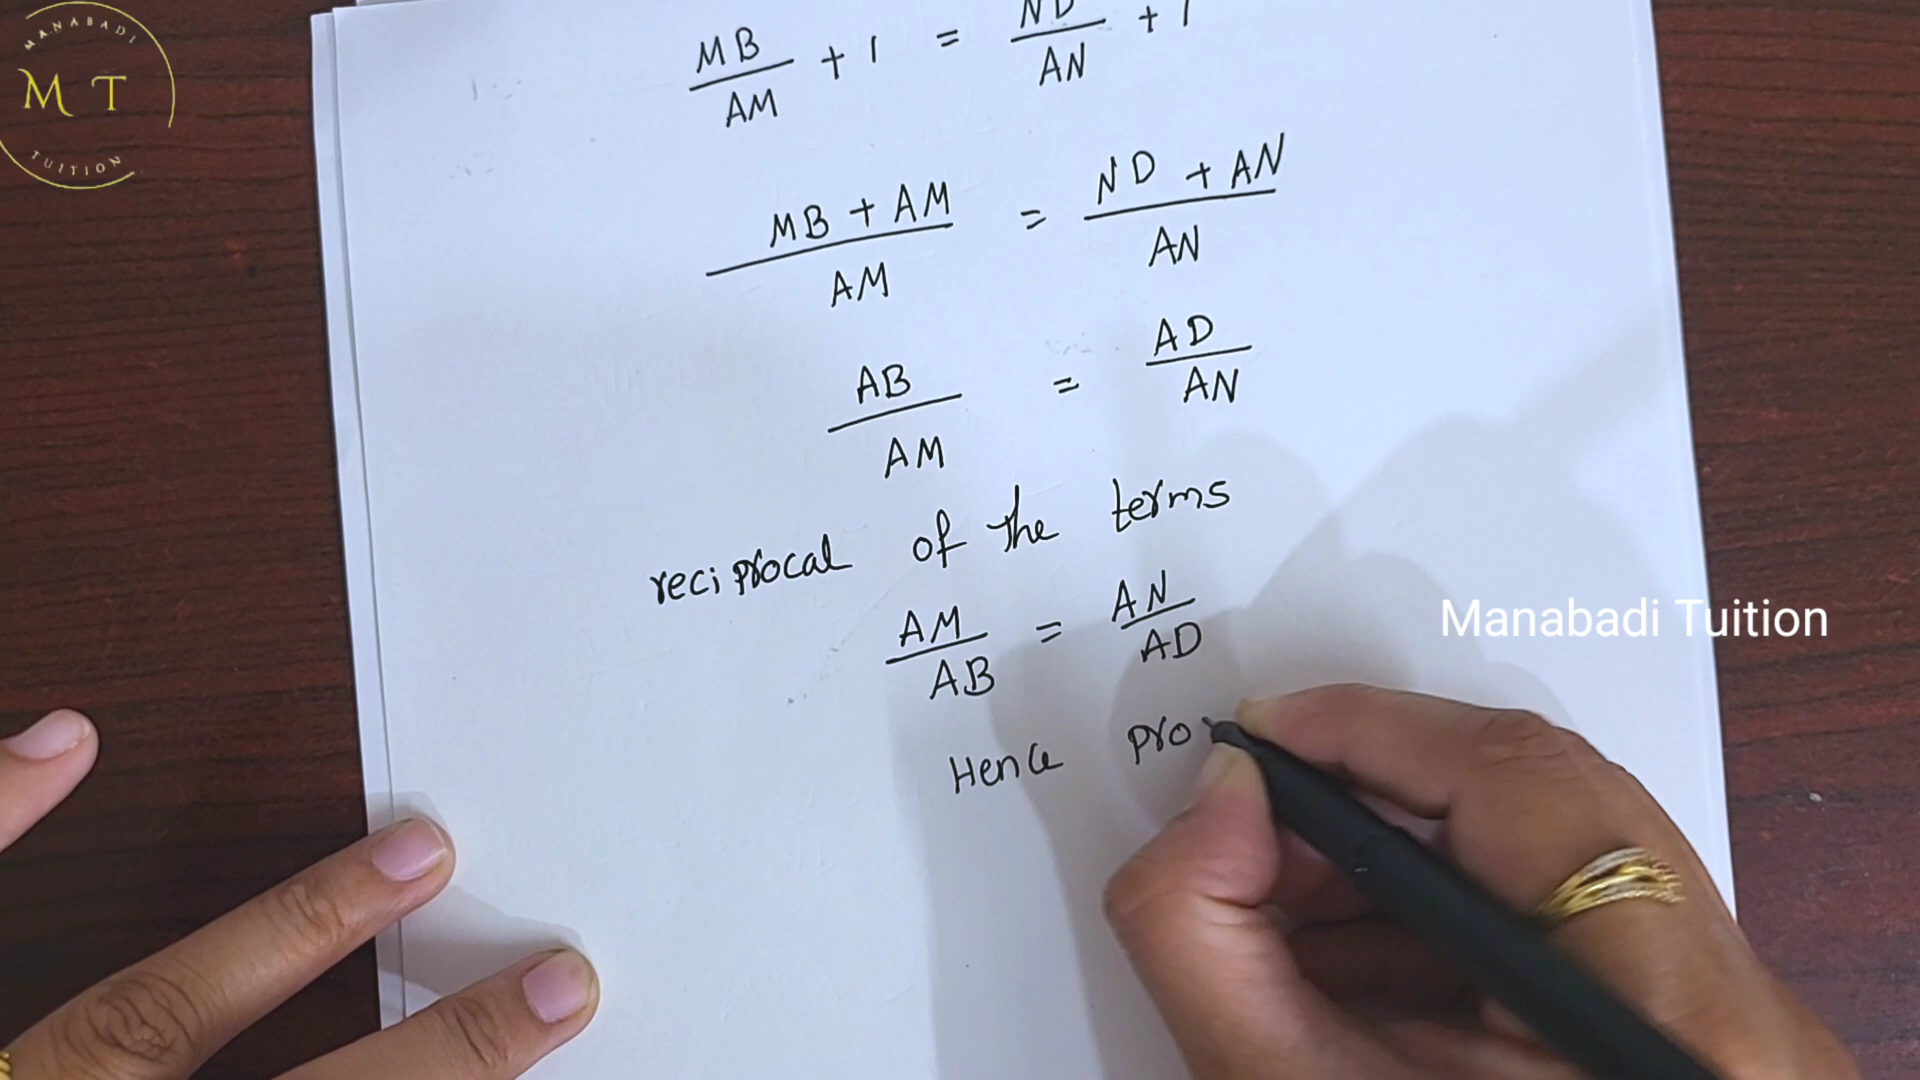 MANABADI
M T
TUITION
MB/AM + 1 = ND/AN + 1
MB + AM/AM = ND + AN/AN
AB/AM = AD/AN
reciprocal of the terms
AM/AB = AN/AD
Manabadi Tuition
Hence pro